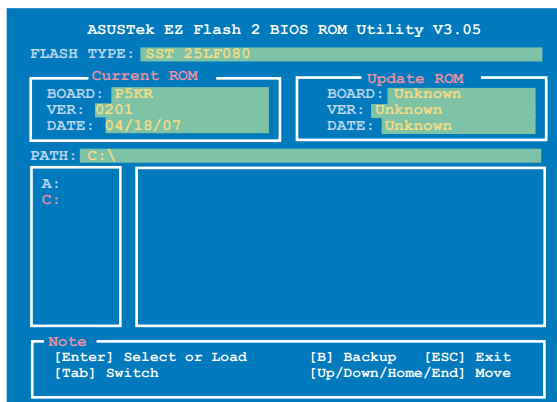 ASUSTek EZ Flash 2 BIOS ROM Utility V3.05
FLASH TYPE: SST 25LF080
Current ROM
BOARD: P5KR
VER: 0201
DATE: 04/18/07
Update ROM
BOARD: Unknown
VER: Unknown
DATE: Unknown
PATH: C:\
A:
C:
Note
[Enter] Select or Load [B] Backup [ESC] Exit
[Tab] Switch [Up/Down/Home/End] Move